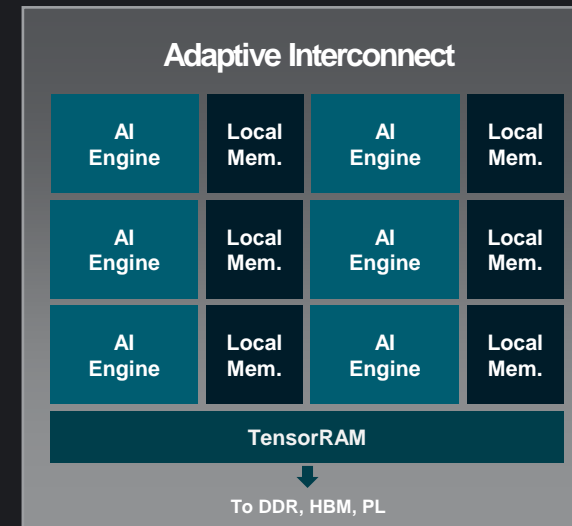 Adaptive Interconnect
AI
Engine
Local
Mem.
AI
Engine
Local
Mem.
AI
Engine
Local
Mem.
AI
Engine
Local
Mem.
AI
Engine
Local
Mem.
AI
Engine
Local
Mem.
TensorRAM
To DDR, HBM, PL